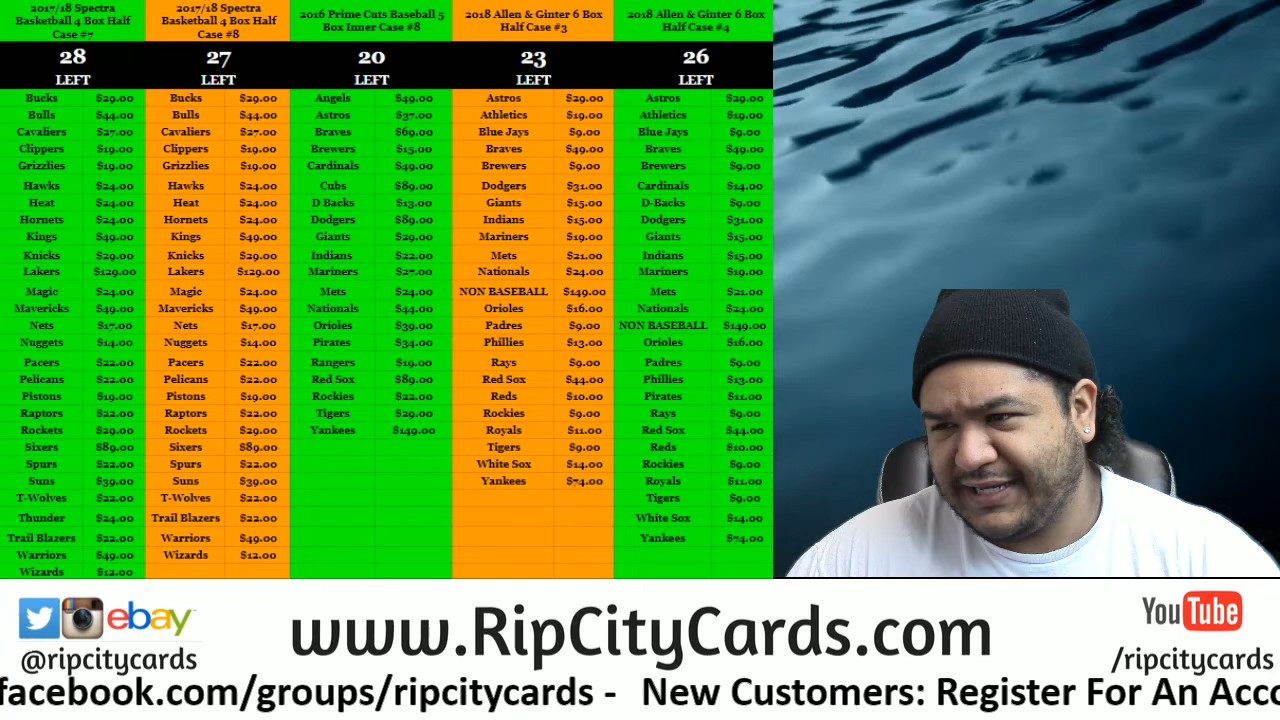 2017/18 Spectra
Basketball 4 Box Half
Case #7
28
LEFT
Bucks $29.00
Bulls $44.00
Cavaliers $27.00
Clippers $19.00
Grizzlies $19.00
Hawks $24.00
Heat $24.00
Hornets $24.00
Kings $49.00
Knicks $29.00
Lakers $129.00
Magic $24.00
Mavericks $49.00
Nets $17.00
Nuggets $14.00
Pacers $22.00
Pelicans $22.00
Pistons $19.00
Raptors $22.00
Rockets $29.00
Sixers $89.00
Spurs $22.00
Suns $39.00
T-Wolves $22.00
Thunder $24.00
Trail Blazers $22.00
Warriors $49.00
Wizards $12.00
2017/18 Spectra
Basketball 4 Box Half
Case #8
27
LEFT
Bucks $29.00
Bulls $44.00
Cavaliers $27.00
Clippers $19.00
Grizzlies $19.00
Hawks $24.00
Heat $24.00
Hornets $24.00
Kings $49.00
Knicks $29.00
Lakers $129.00
Magic $24.00
Mavericks $49.00
Nets $17.00
Nuggets $14.00
Pacers $22.00
Pelicans $22.00
Pistons $19.00
Raptors $22.00
Rockets $29.00
Sixers $89.00
Spurs $22.00
Suns $39.00
T-Wolves $22.00
Trail Blazers $22.00
Warriors $49.00
Wizards $12.00
2016 Prime Cuts Baseball 5
Box Inner Case #8
20
LEFT
Angels $49.00
Astros $37.00
Braves $69.00
Brewers $15.00
Cardinals $49.00
Cubs $89.00
D Backs $13.00
Dodgers $89.00
Giants $29.00
Indians $22.00
Mariners $27.00
Mets $24.00
Nationals $44.00
Orioles $39.00
Pirates $34.00
Rangers $19.00
Red Sox $89.00
Rockies $22.00
Tigers $29.00
Yankees $149.00
2018 Allen & Ginter 6 Box
Half Case #3
23
LEFT
Astros $29.00
Athletics $19.00
Blue Jays $9.00
Braves $49.00
Brewers $9.00
Dodgers $31.00
Giants $15.00
Indians $15.00
Mariners $19.00
Mets $21.00
Nationals $24.00
NON BASEBALL $149.00
Orioles $16.00
Padres $9.00
Phillies $13.00
Rays $9.00
Red Sox $44.00
Reds $10.00
Rockies $9.00
Royals $11.00
Tigers $9.00
White Sox $14.00
Yankees $74.00
2018 Allen & Ginter 6 Box
Half Case #4
26
LEFT
Astros $29.00
Athletics $19.00
Blue Jays $9.00
Braves $49.00
Brewers $9.00
Cardinals $14.00
D-Backs $9.00
Dodgers $31.00
Giants $15.00
Indians $15.00
Mariners $19.00
Mets $21.00
Nationals $24.00
NON BASEBALL $149.00
Orioles $16.00
Padres $9.00
Phillies $13.00
Pirates $11.00
Rays $9.00
Red Sox $44.00
Reds $10.00
Rockies $9.00
Royals $11.00
Tigers $9.00
White Sox $14.00
Yankees $74.00
ebay
@ripcitycards
www.RipCityCards.com
YouTube
/ripcitycards
facebook.com/groups/ripcitycards - New Customers: Register For An Acco